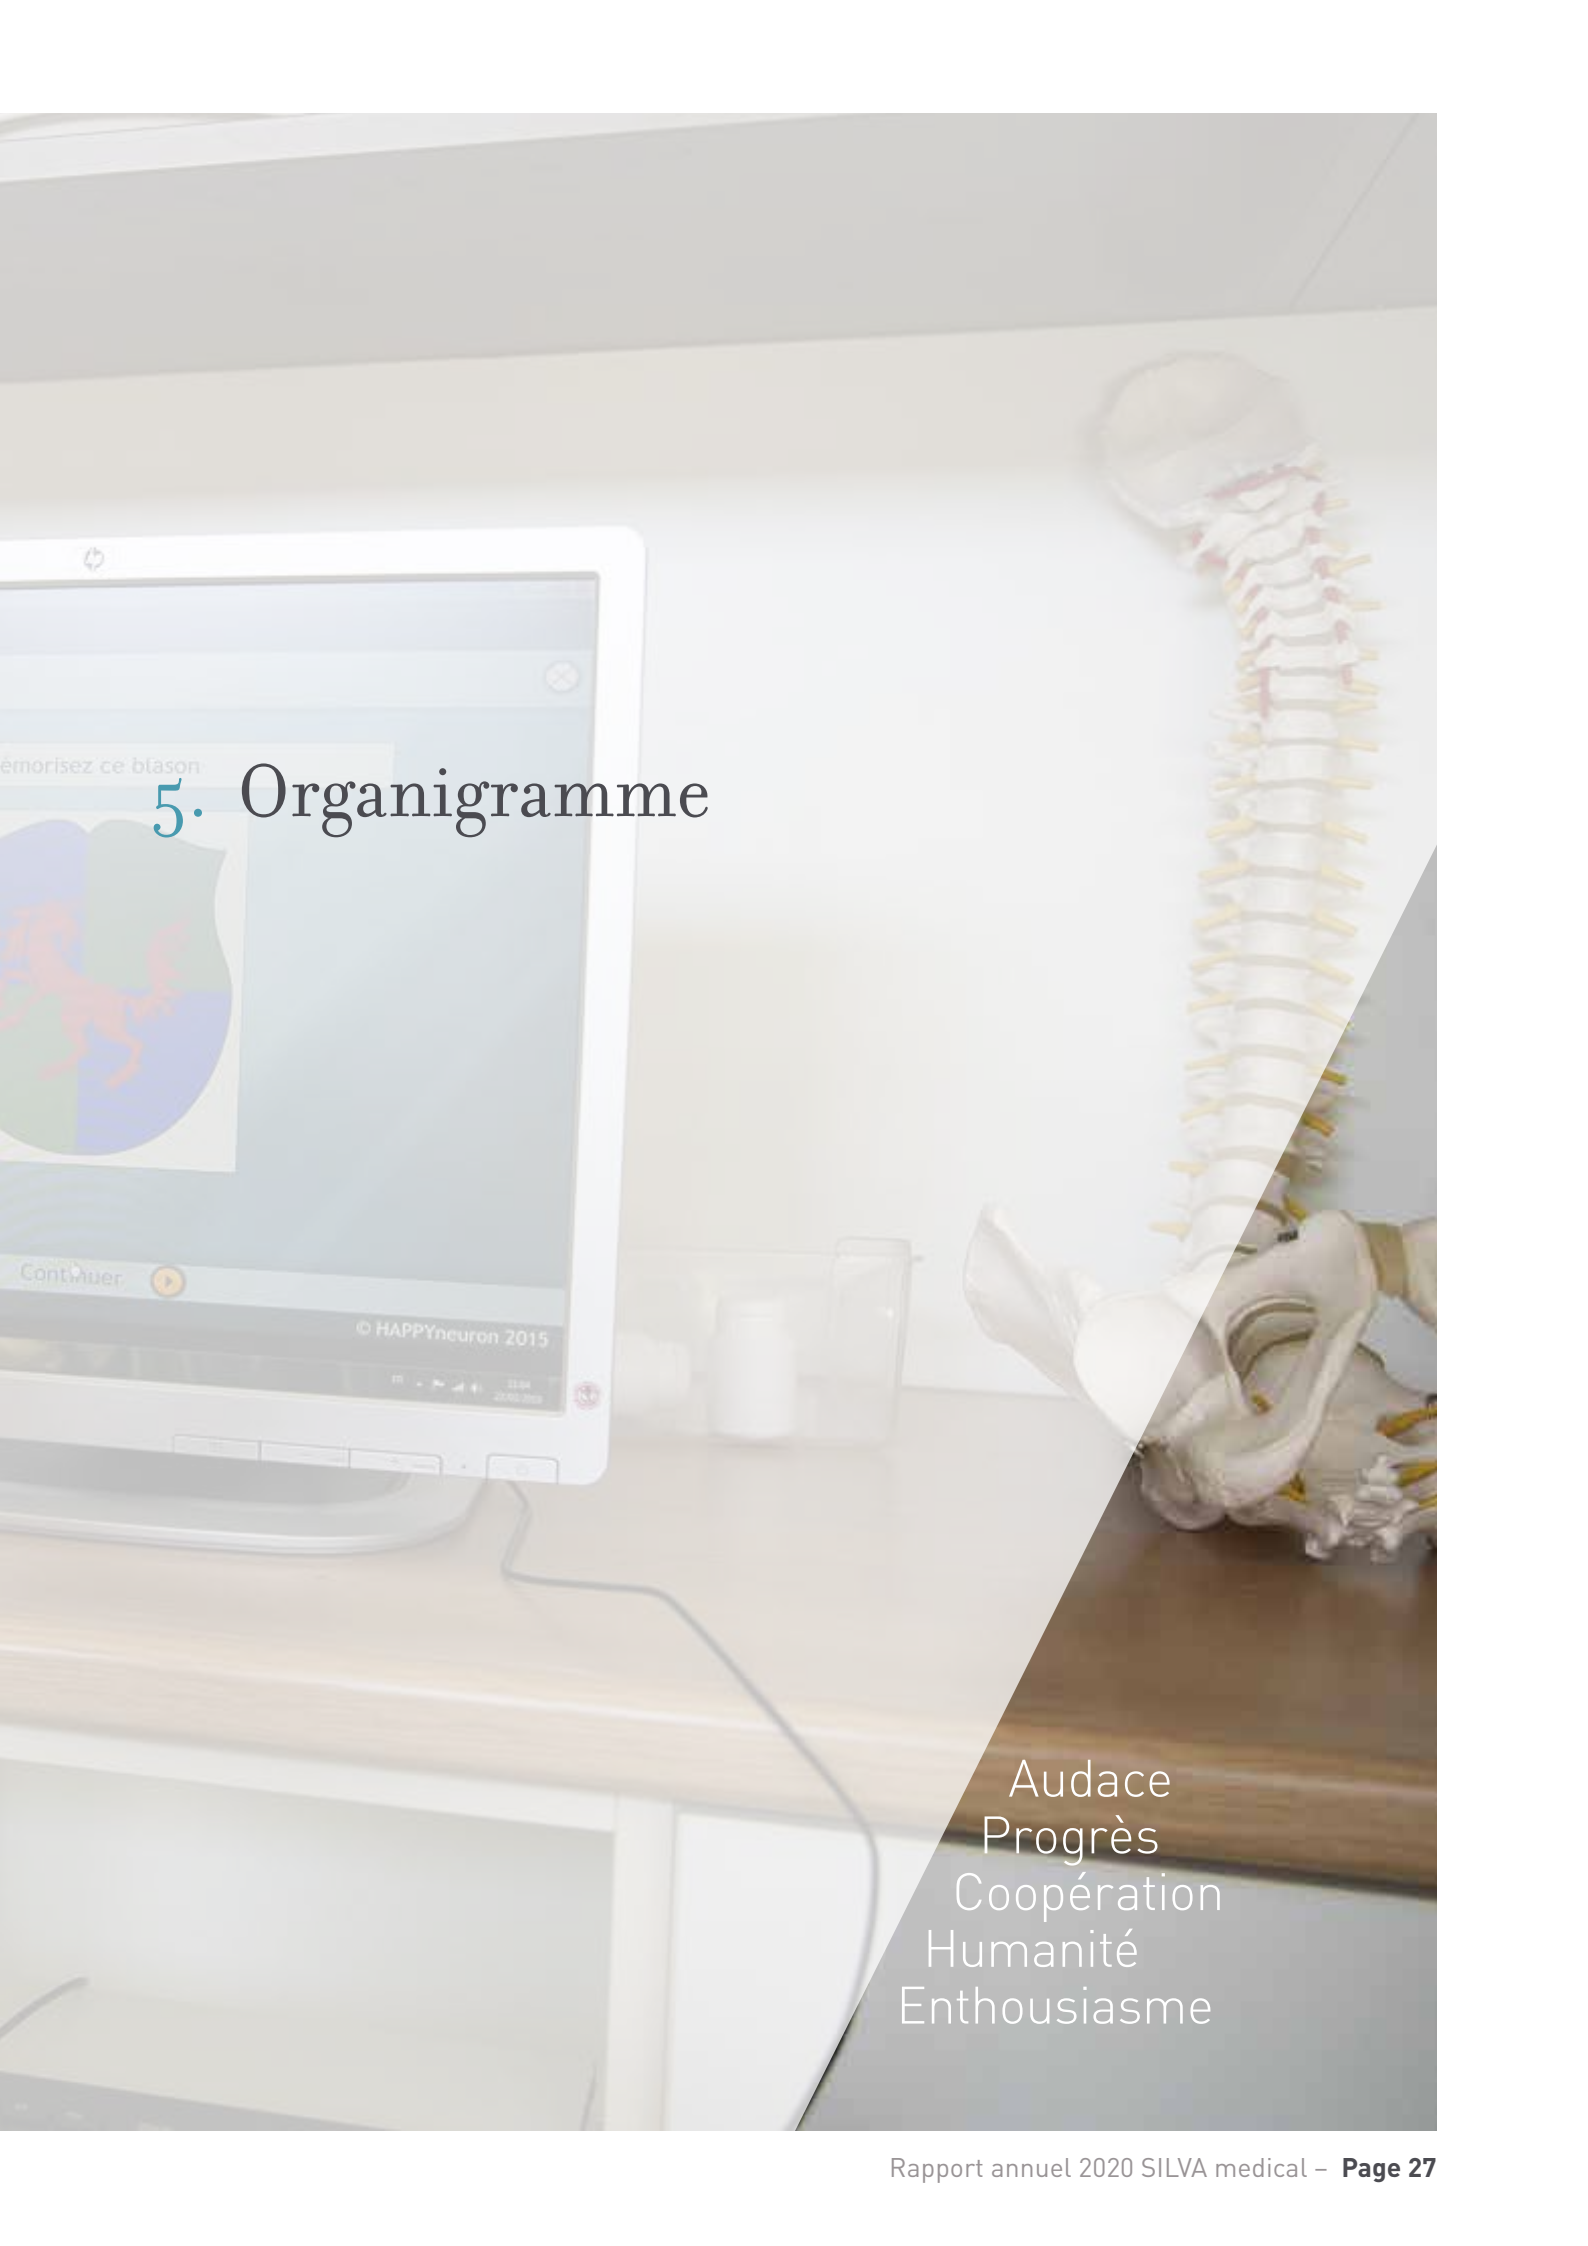 émorisez ce blason
5. Organigramme
Continuer
© HAPPYneuron 2015
Audace
Progrès
Coopération
Humanité
Enthousiasme
Rapport annuel 2020 SILVA medical – Page 27